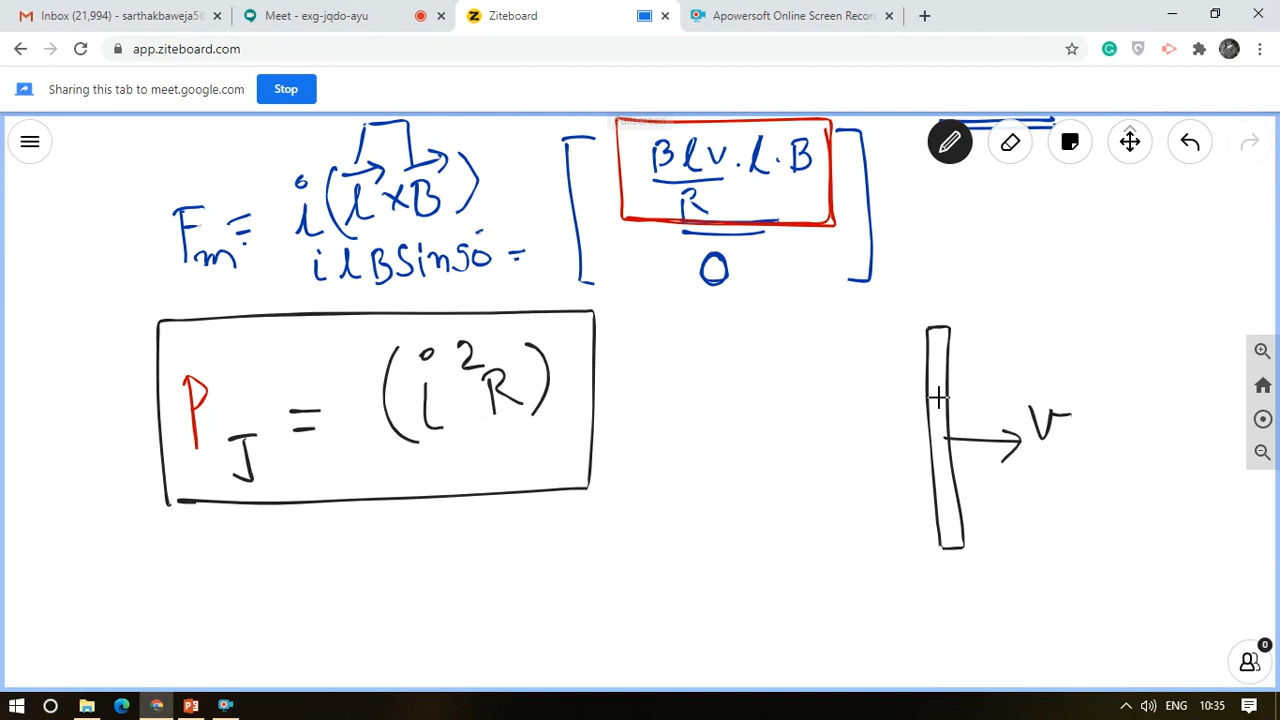 Inbox (21,994) - sarthakbaweja5
Meet - exg-jqdo-ayu
Ziteboard
Apowersoft Online Screen Recor
app.ziteboard.com
Sharing this tab to meet.google.com
Stop
Fm = i(l×B)
ilBSin90 =
Blv.l.B
R
0
P J = (i²R)
V
0
ENG
10:35